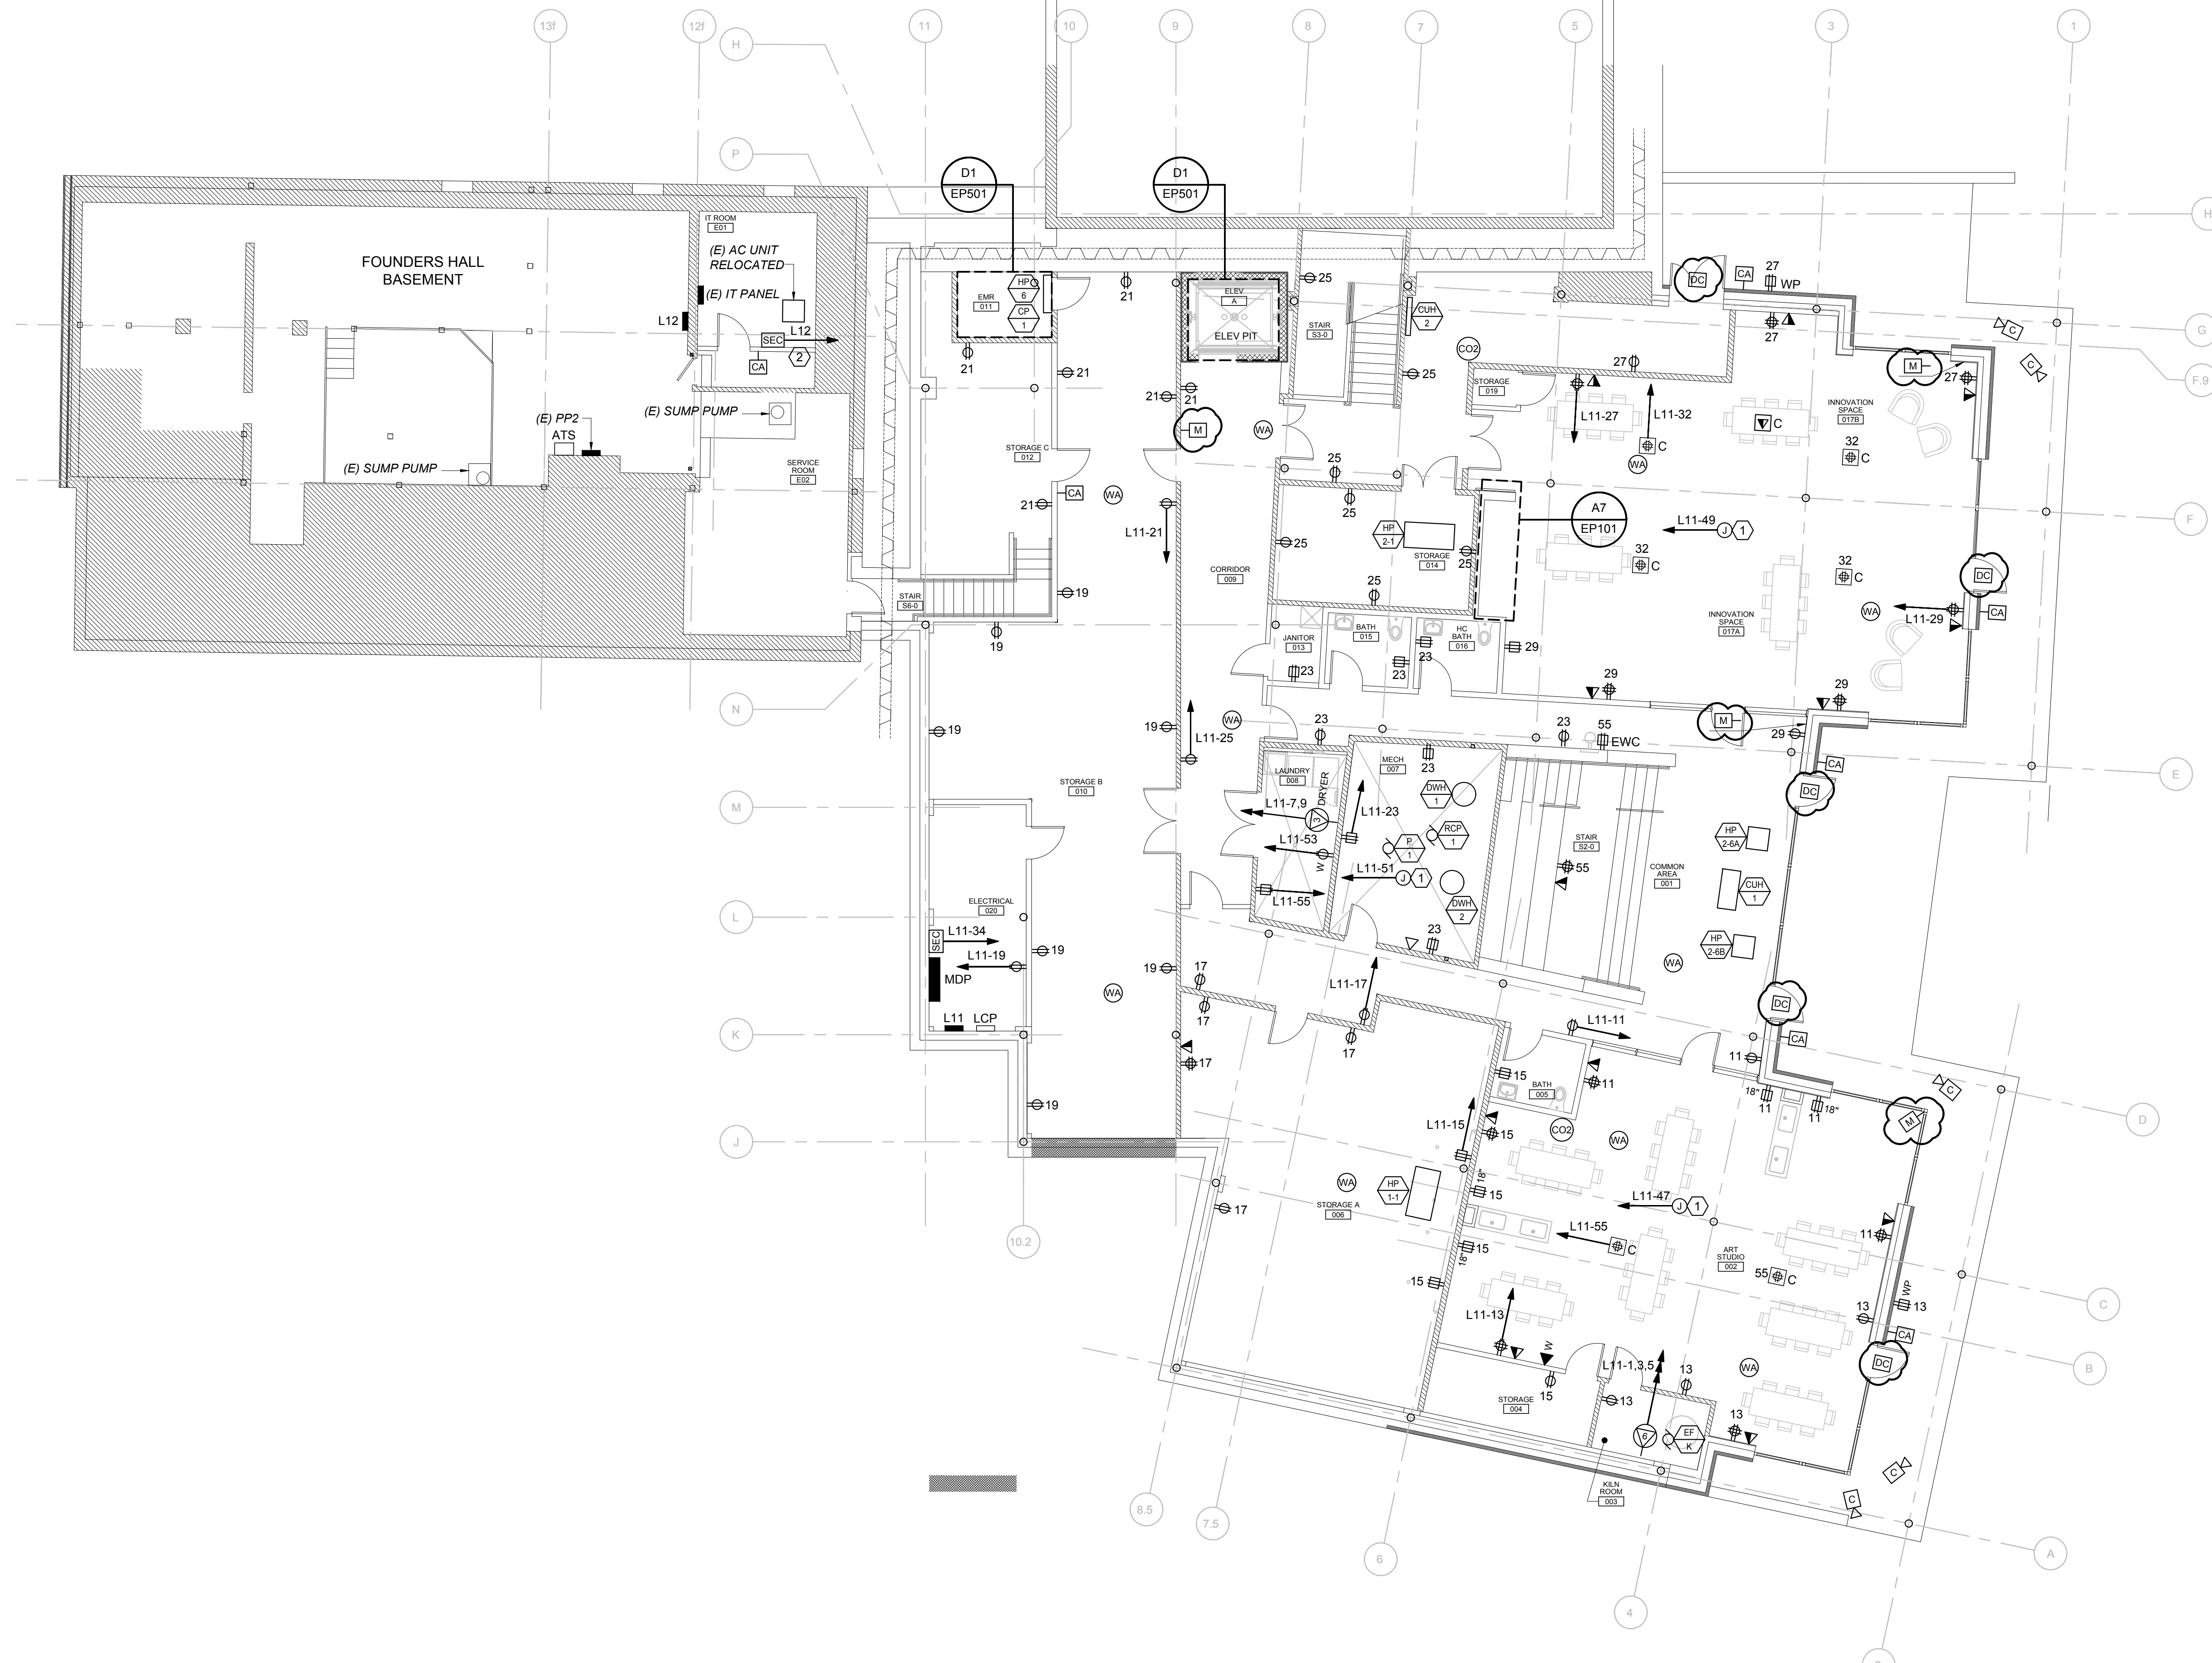 13f
12f
11
10
9
8
7
5
3
1
H
P
H
G
F.9
F
E
N
M
L
K
J
D
C
B
A
10.2
8.5
7.5
6
4
D1
EP501
D1
EP501
FOUNDERS HALL
BASEMENT
IT ROOM
E01
(E) AC UNIT
RELOCATED
(E) IT PANEL
L12
L12
SEC
CA
2
(E) PP2
ATS
(E) SUMP PUMP
(E) SUMP PUMP
SERVICE
ROOM
E02
EMR
011
HP
6
CP
1
21
21
21
21
21
21
ELEV
A
ELEV PIT
M
STAIR
S3-0
25
25
CUH
2
WA
CO2
STORAGE C
012
CA
WA
L11-21
19
STAIR
S6-0
19
CORRIDOR
009
25
25
25
25
25
HP
2-1
STORAGE
014
STORAGE
019
27
L11-27
L11-32
C
WA
DC
CA
27
WP
27
M
27
INNOVATION
SPACE
017B
C
32
C
C
C
A7
EP101
L11-49
J
1
32
C
32
C
WA
DC
CA
L11-29
INNOVATION
SPACE
017A
JANITOR
013
23
BATH
015
23
HC
BATH
016
23
29
29
29
M
29
CA
DC
19
19
L11-25
WA
23
23
55
EWC
STORAGE B
010
LAUNDRY
008
DRYER
3
L11-7,9
L11-53
W
L11-55
MECH
007
23
L11-23
DWH
1
P
1
RCP
1
L11-51
J
1
DWH
2
23
STAIR
S2-0
55
COMMON
AREA
001
HP
2-6A
CUH
1
HP
2-6B
WA
DC
CA
ELECTRICAL
020
SEC
L11-34
L11-19
MDP
L11
LCP
19
19
WA
19
17
17
17
17
L11-17
17
L11-11
11
BATH
005
11
15
L11-15
15
CO2
WA
18"
11
11
18"
C
M
STORAGE A
006
WA
HP
1-1
18"
15
15
18"
15
L11-47
J
1
L11-55
C
ART
STUDIO
002
55
C
11
WP
13
13
CA
DC
L11-13
W
15
STORAGE
004
L11-1,3,5
13
13
6
EF
K
13
WA
C
C
KILN
ROOM
003